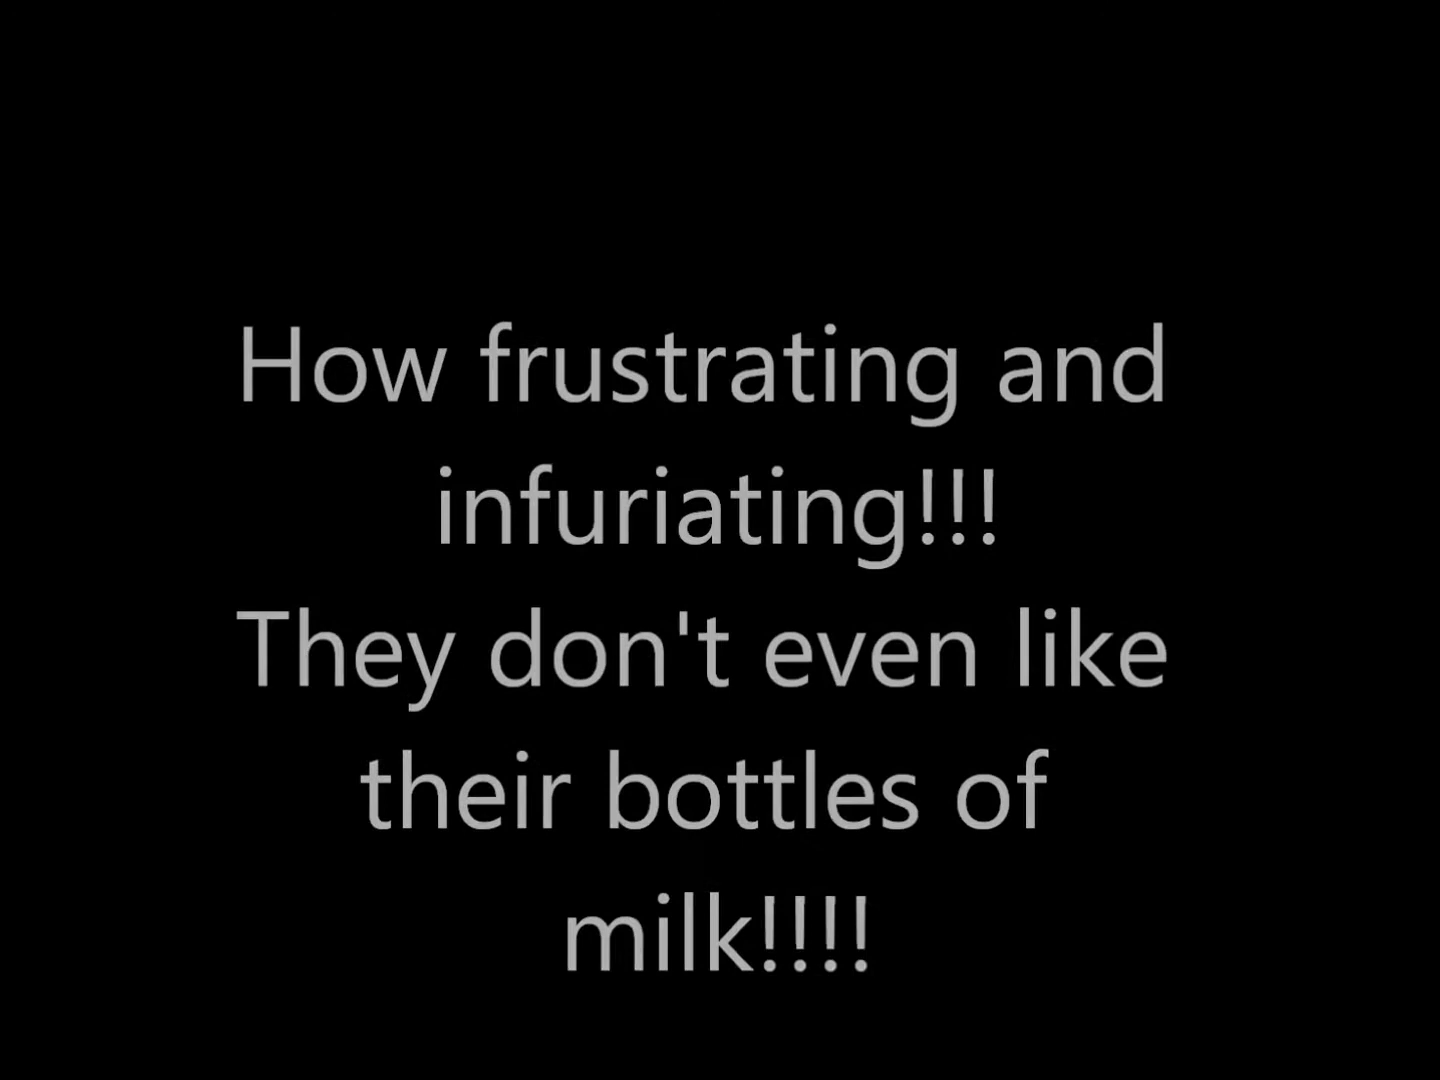 How frustrating and
infuriating!!!
They don't even like
their bottles of
milk!!!!